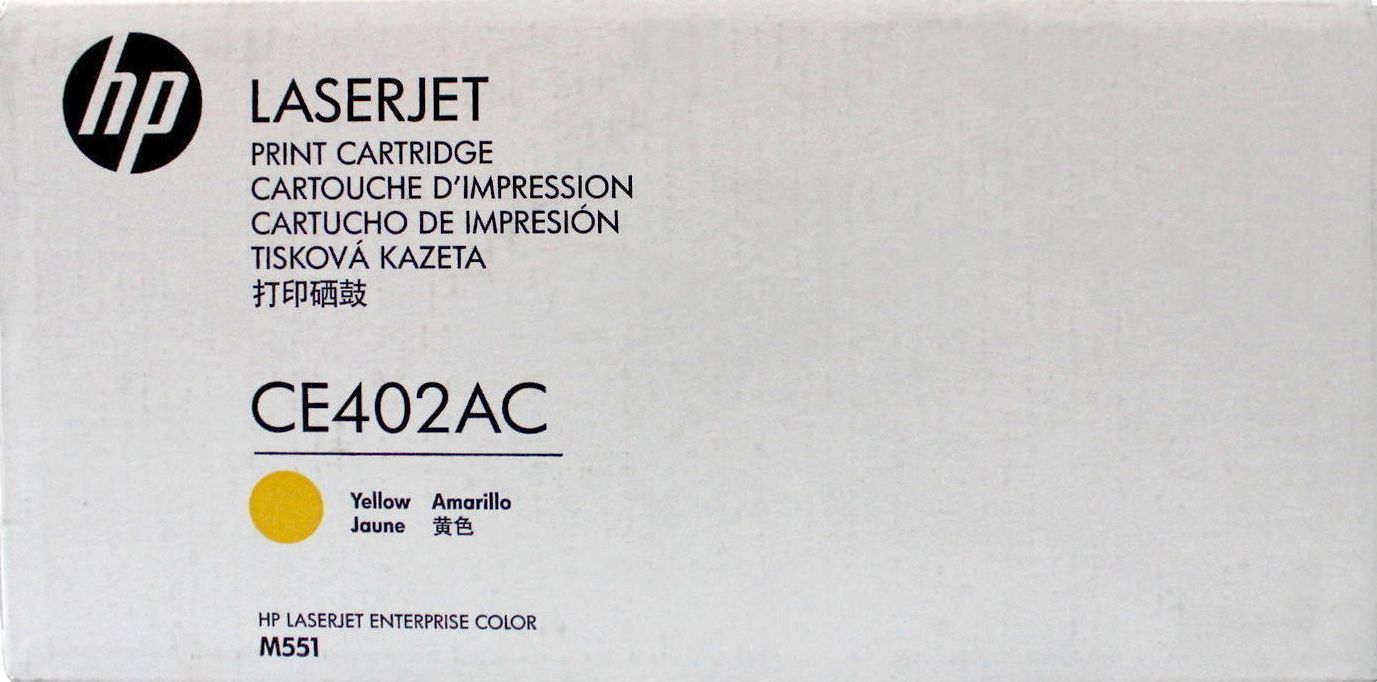 hp
LASERJET
PRINT CARTRIDGE
CARTOUCHE D'IMPRESSION
CARTUCHO DE IMPRESIÓN
TISKOVÁ KAZETA
打印硒鼓
CE402AC
Yellow Amarillo
Jaune 黄色
HP LASERJET ENTERPRISE COLOR
M551